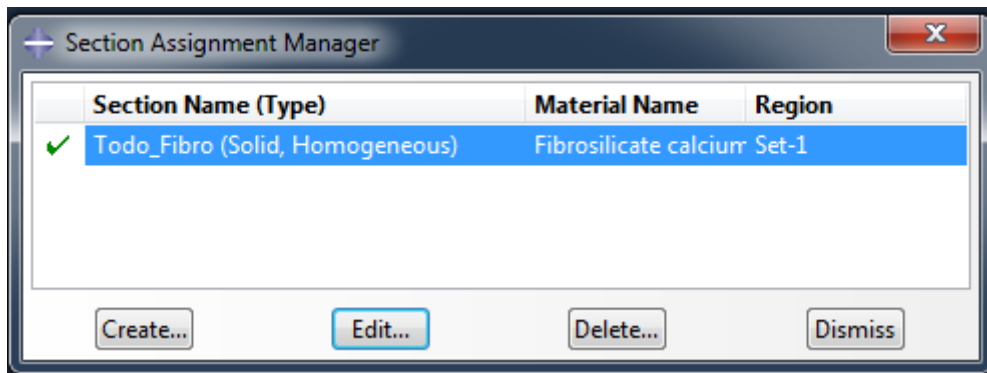 Section Assignment Manager
Section Name (Type) Material Name Region
Todo_Fibro (Solid, Homogeneous) Fibrosilicate calcium Set-1
Create... Edit... Delete... Dismiss